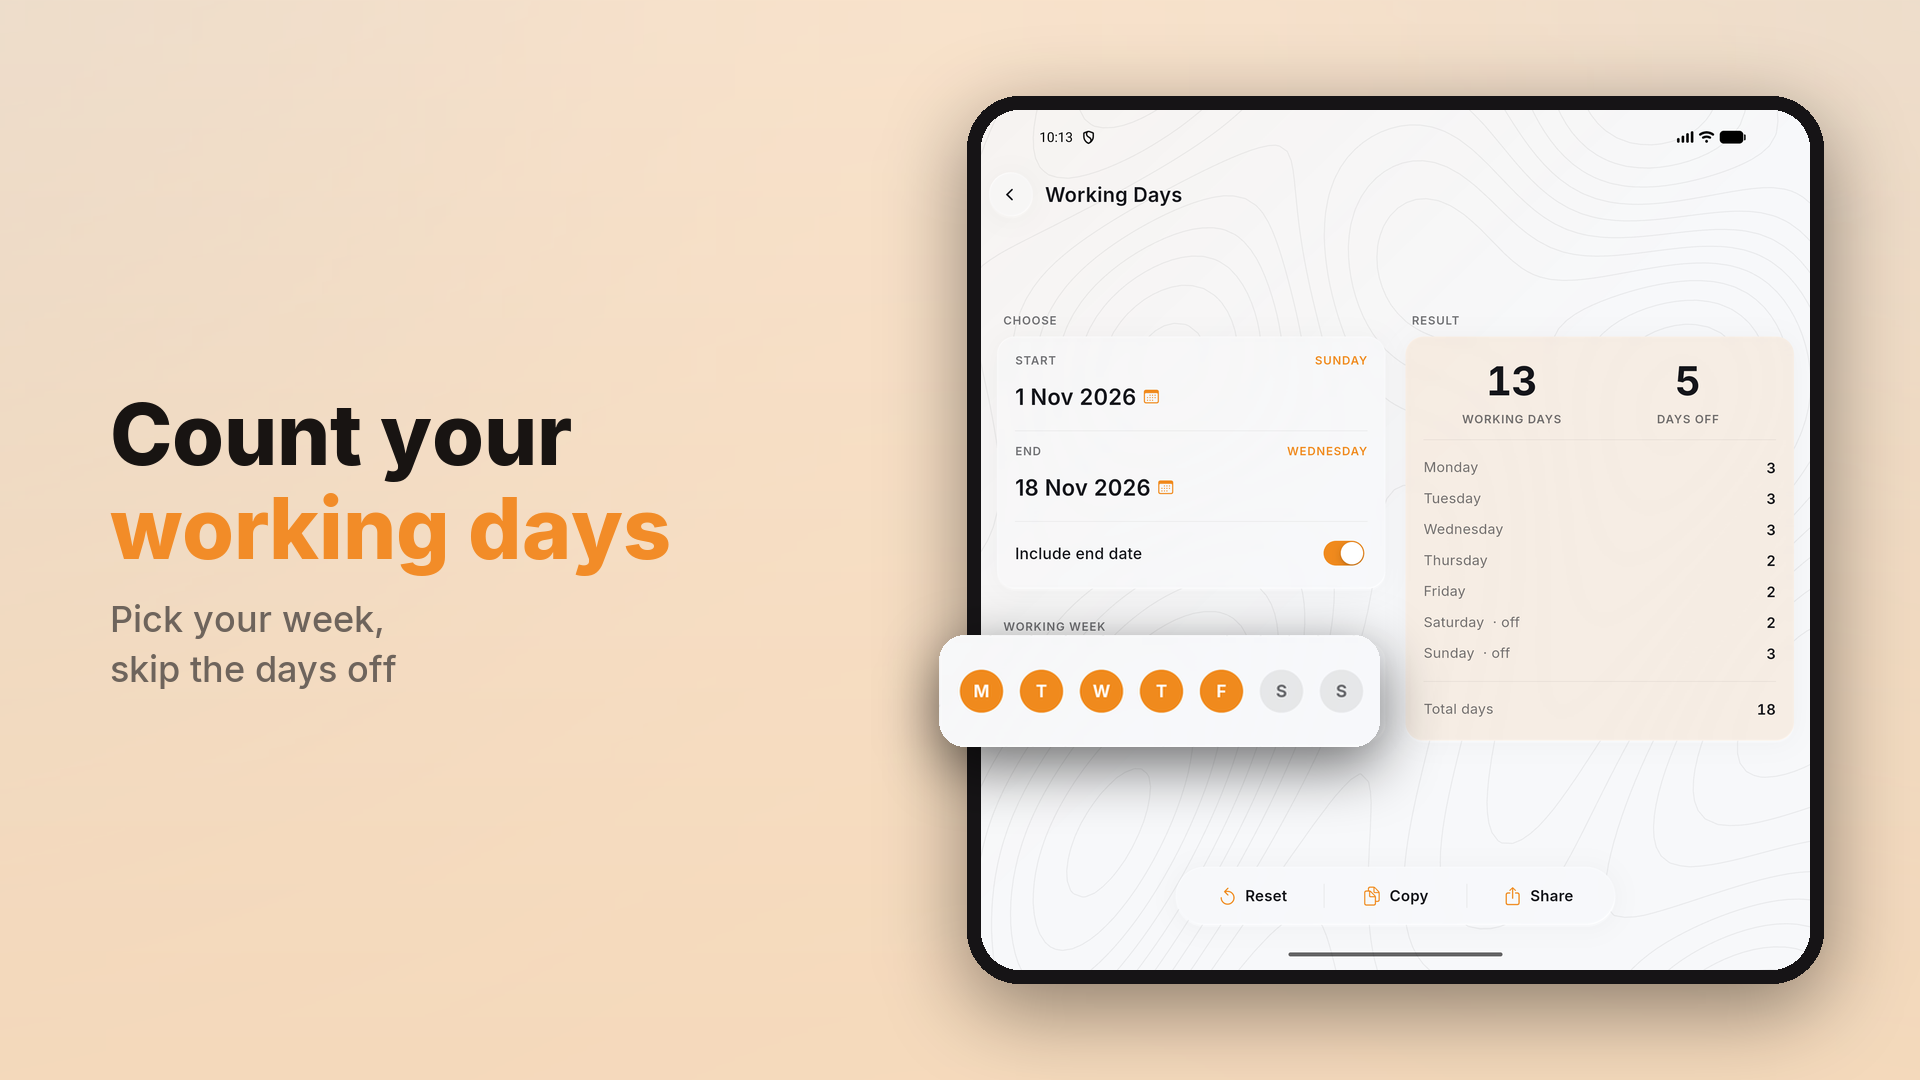 Count your
working days
Pick your week,
skip the days off
10:13
Working Days
CHOOSE
START SUNDAY
1 Nov 2026
END WEDNESDAY
18 Nov 2026
Include end date
WORKING WEEK
M T W T F S S
RESULT
13 5
WORKING DAYS DAYS OFF
Monday 3
Tuesday 3
Wednesday 3
Thursday 2
Friday 2
Saturday · off 2
Sunday · off 3
Total days 18
Reset Copy Share